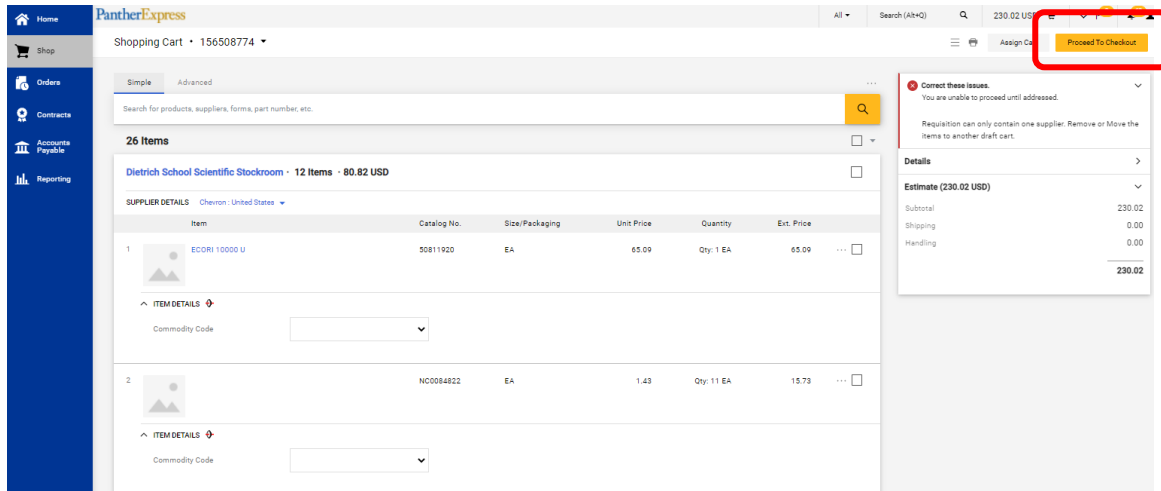 Home
Shop
Orders
Contracts
Accounts
Payable
Reporting
PantherExpress
All
Search (Alt+Q)
230.02 USD
Shopping Cart • 156508774
Assign Ca
Proceed To Checkout
Simple
Advanced
Search for products, suppliers, forms, part number, etc.
26 Items
Dietrich School Scientific Stockroom · 12 Items · 80.82 USD
SUPPLIER DETAILS Chevron : United States
Item Catalog No. Size/Packaging Unit Price Quantity Ext. Price
1 ECORI 10000 U 50811920 EA 65.09 Qty: 1 EA 65.09 ...
ITEM DETAILS
Commodity Code
2 NC0084822 EA 1.43 Qty: 11 EA 15.73 ...
ITEM DETAILS
Commodity Code
Correct these issues.
You are unable to proceed until addressed.
Requisition can only contain one supplier. Remove or Move the
items to another draft cart.
Details
Estimate (230.02 USD)
Subtotal 230.02
Shipping 0.00
Handling 0.00
230.02